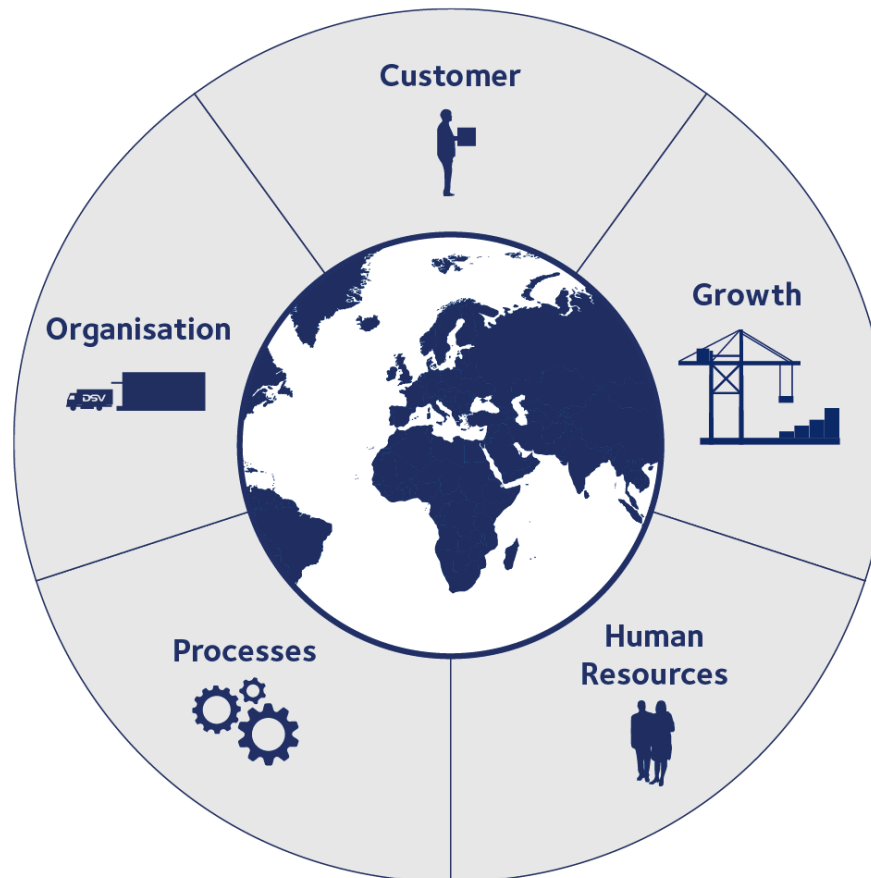 Customer
Growth
Organisation
DSV
Processes
Human
Resources